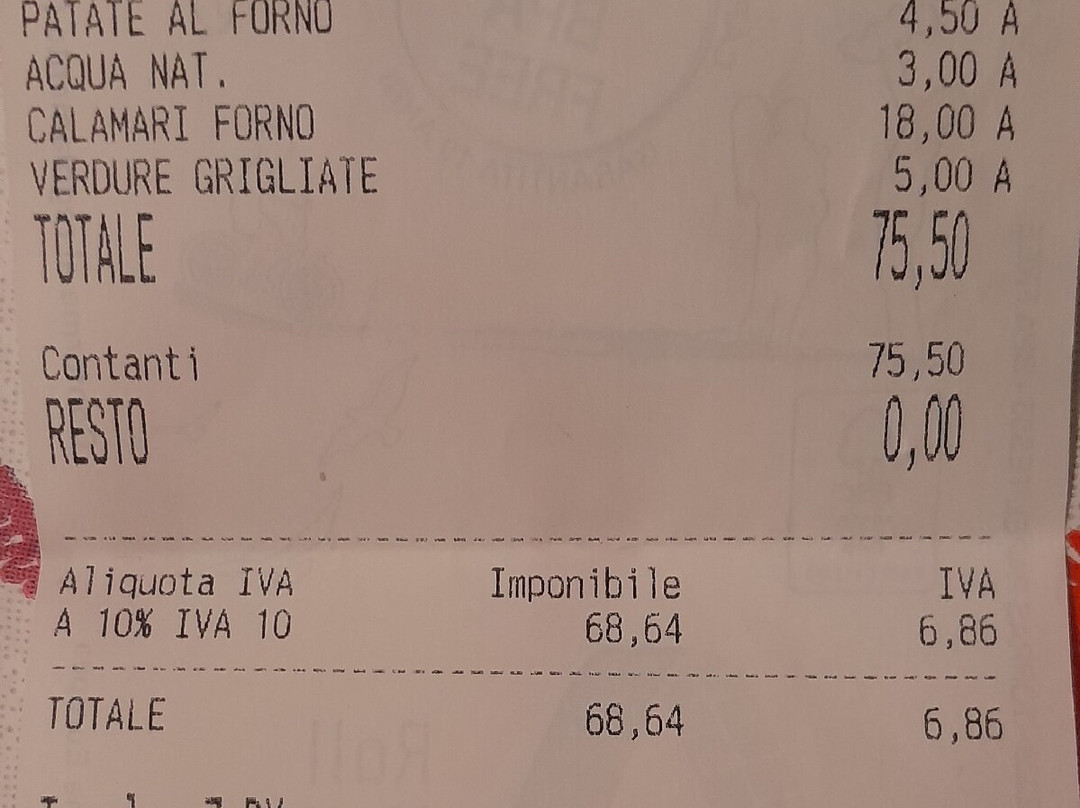 PATATE AL FORNO 4,50 A
ACQUA NAT. 3,00 A
CALAMARI FORNO 18,00 A
VERDURE GRIGLIATE 5,00 A
TOTALE 75,50
Contanti 75,50
RESTO 0,00
Aliquota IVA Imponibile IVA
A 10% IVA 10 68,64 6,86
TOTALE 68,64 6,86